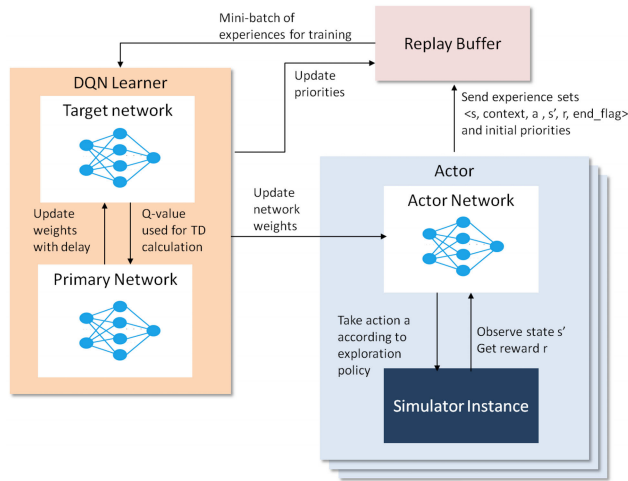 Mini-batch of
experiences for training
Replay Buffer
DQN Learner
Update
priorities
Target network
Send experience sets
<s, context, a , s’, r, end_flag>
and initial priorities
Actor
Actor Network
Update
weights
with delay
Q-value
used for TD
calculation
Update
network
weights
Primary Network
Take action a
according to
exploration
policy
Observe state s’
Get reward r
Simulator Instance